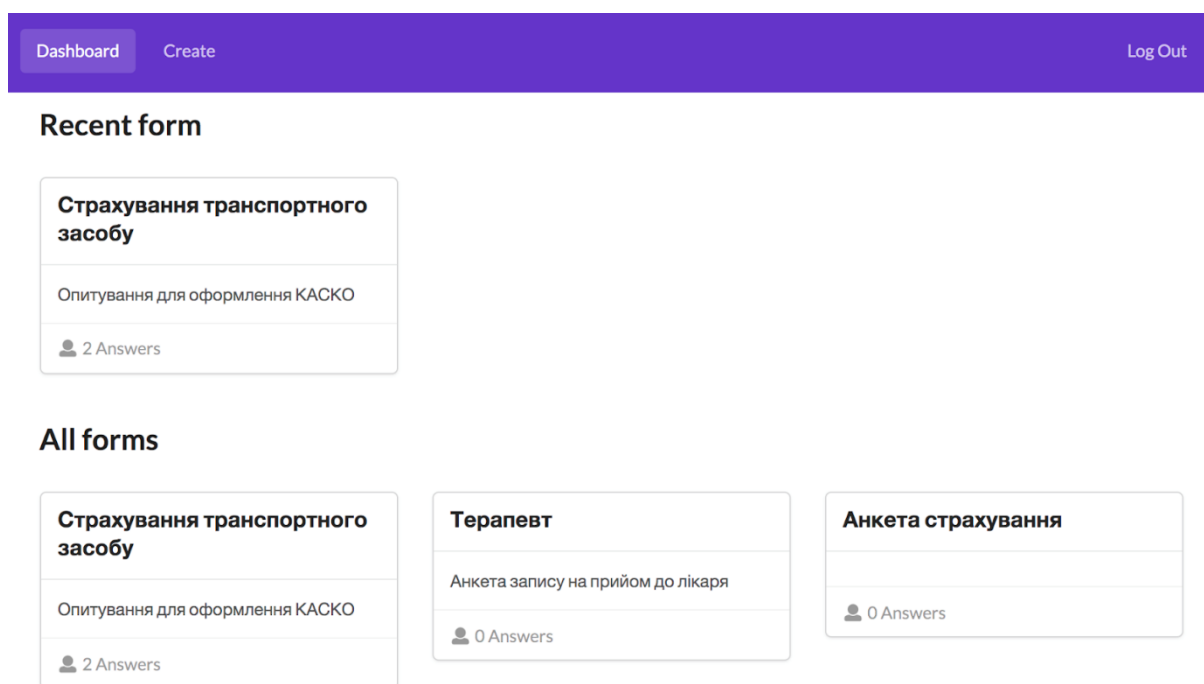 Dashboard Create Log Out
Recent form
Страхування транспортного
засобу
Опитування для оформлення КАСКО
2 Answers
All forms
Страхування транспортного
засобу
Опитування для оформлення КАСКО
2 Answers
Терапевт
Анкета запису на прийом до лікаря
0 Answers
Анкета страхування
0 Answers